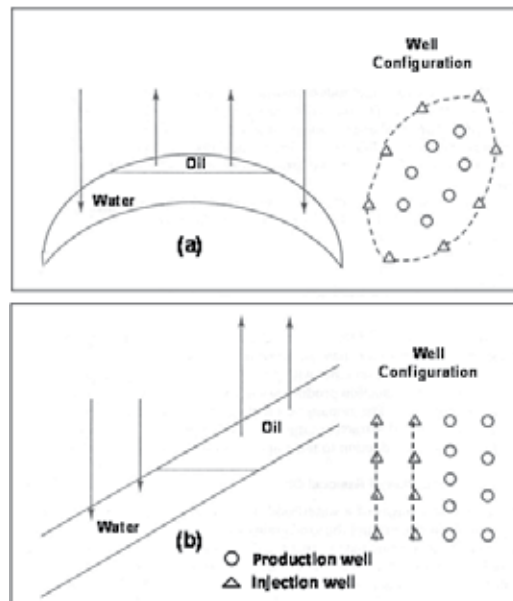 Well
Configuration
Oil
Water
(a)
Well
Configuration
Oil
Water
(b)
Production well
Injection well